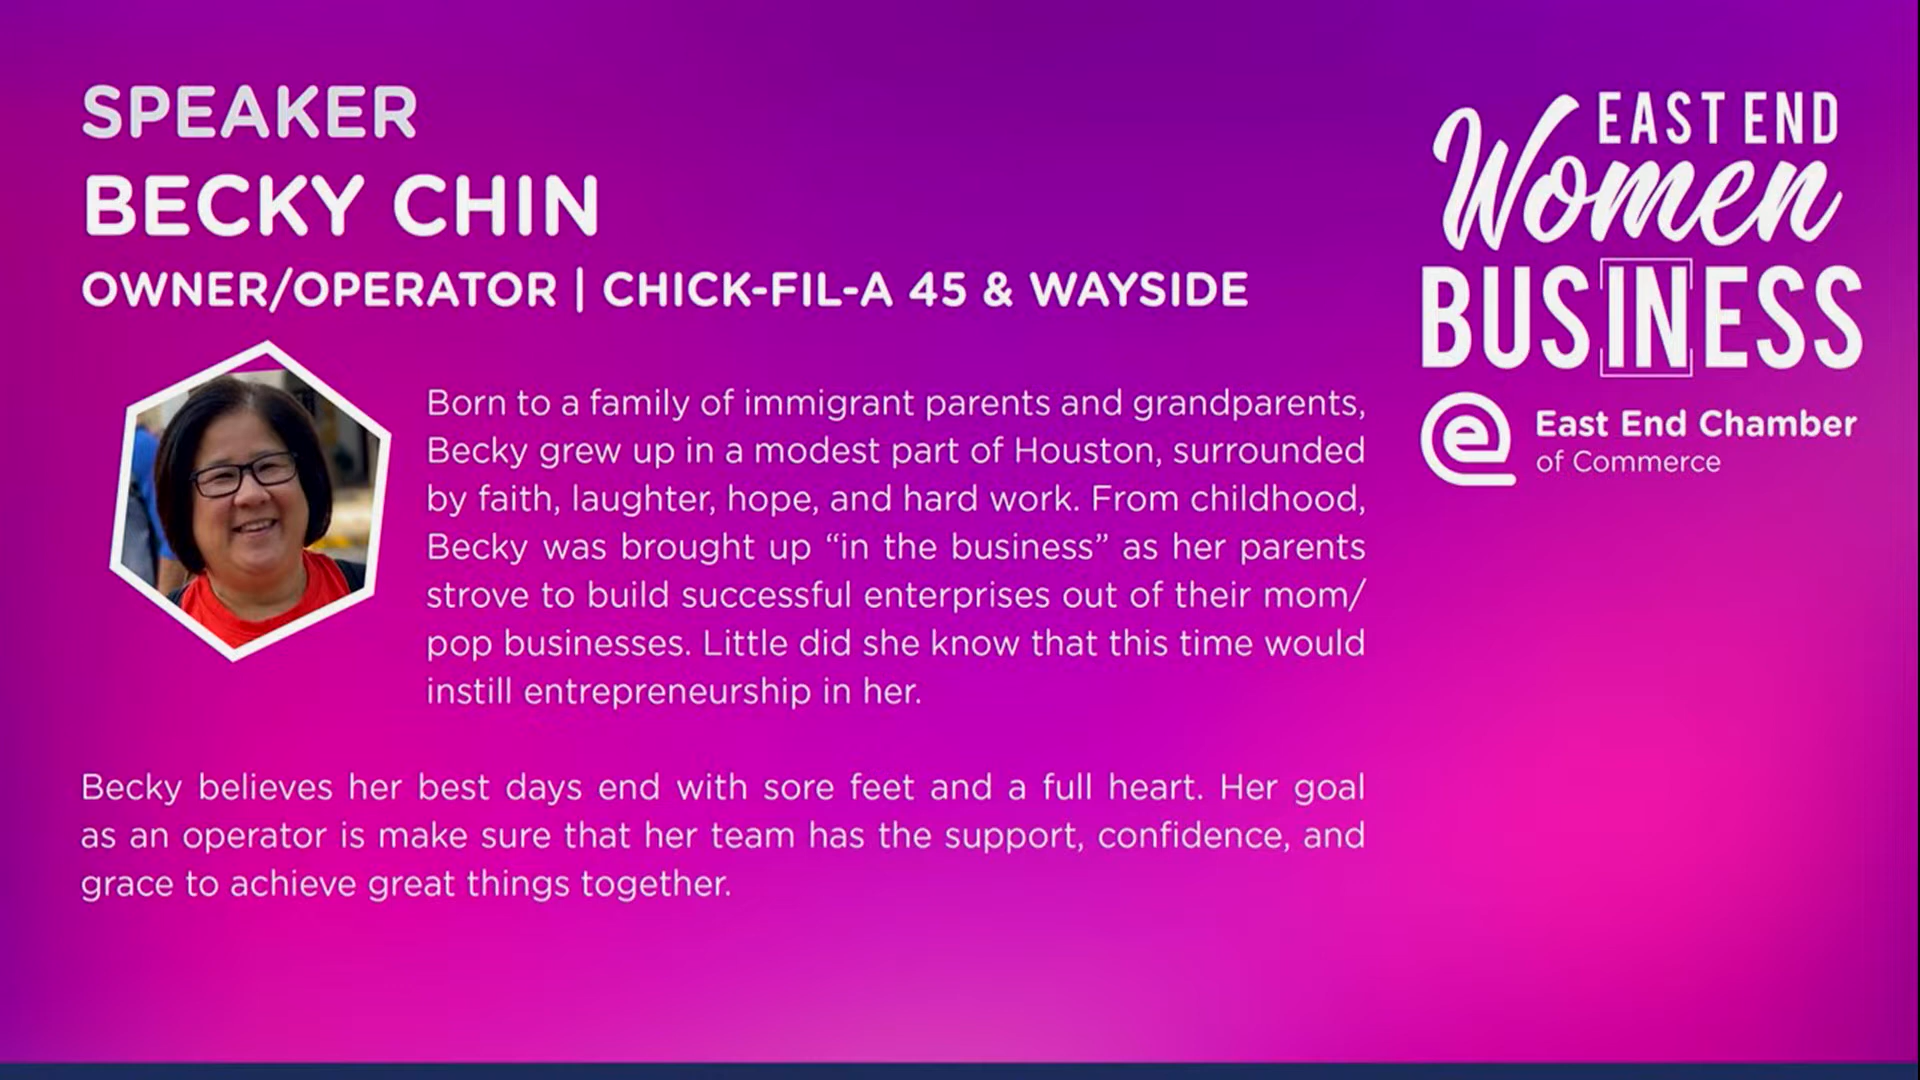 SPEAKER
BECKY CHIN
OWNER/OPERATOR | CHICK-FIL-A 45 & WAYSIDE
Born to a family of immigrant parents and grandparents,
Becky grew up in a modest part of Houston, surrounded
by faith, laughter, hope, and hard work. From childhood,
Becky was brought up “in the business” as her parents
strove to build successful enterprises out of their mom/
pop businesses. Little did she know that this time would
instill entrepreneurship in her.
Becky believes her best days end with sore feet and a full heart. Her goal
as an operator is make sure that her team has the support, confidence, and
grace to achieve great things together.
EAST END
Women
BUSINESS
e
East End Chamber
of Commerce